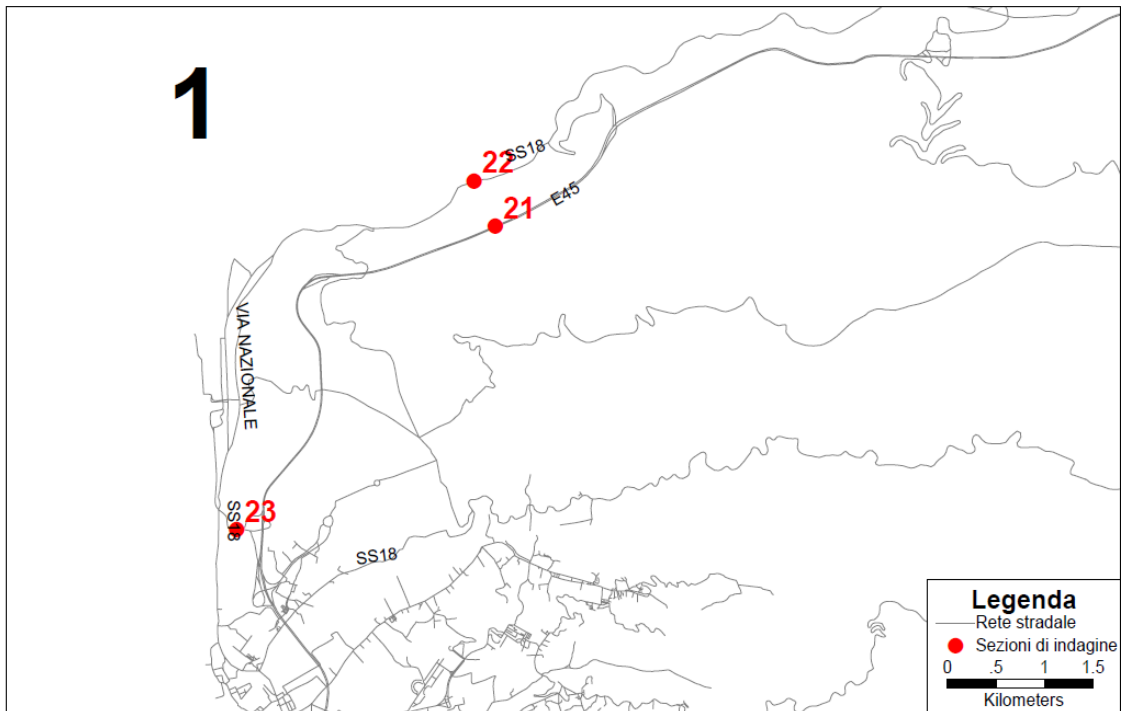 1
22
SS18
21
E45
VIA NAZIONALE
23
SS18
SS18
Legenda
Rete stradale
Sezioni di indagine
0 .5 1 1.5
Kilometers